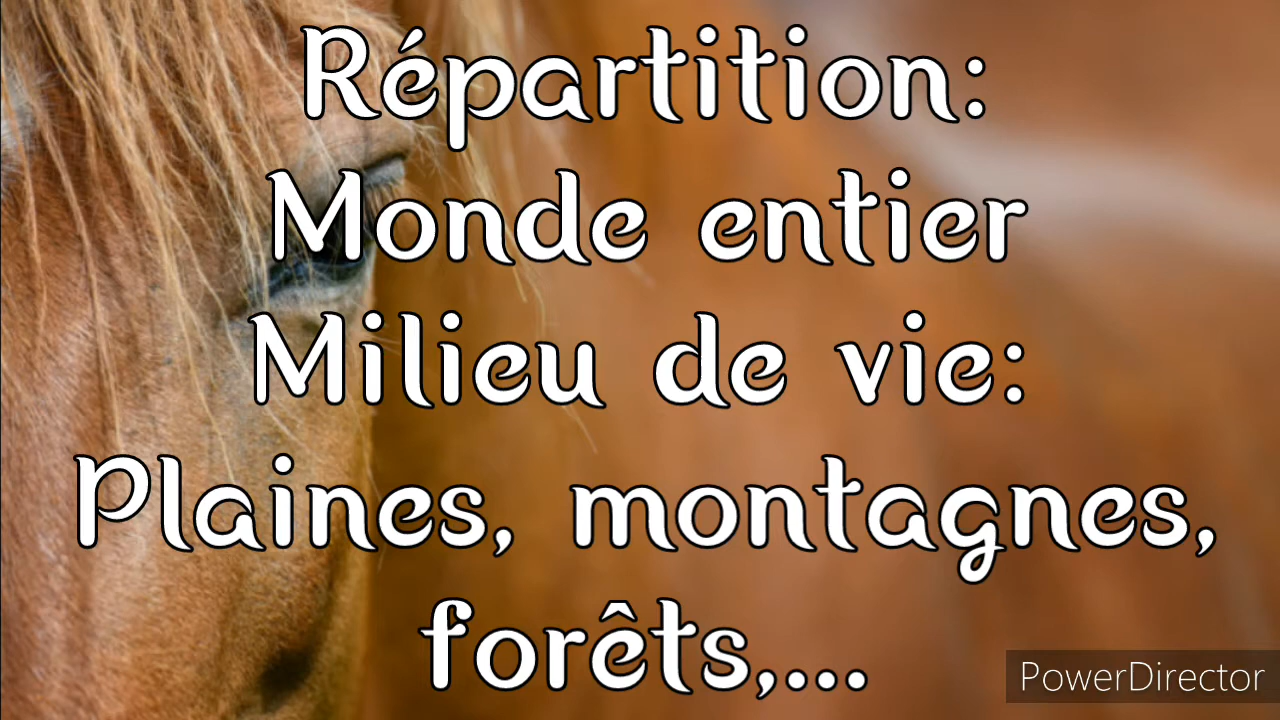 Répartition:
Monde entier
Milieu de vie:
Plaines, montagnes,
forêts,...
PowerDirector